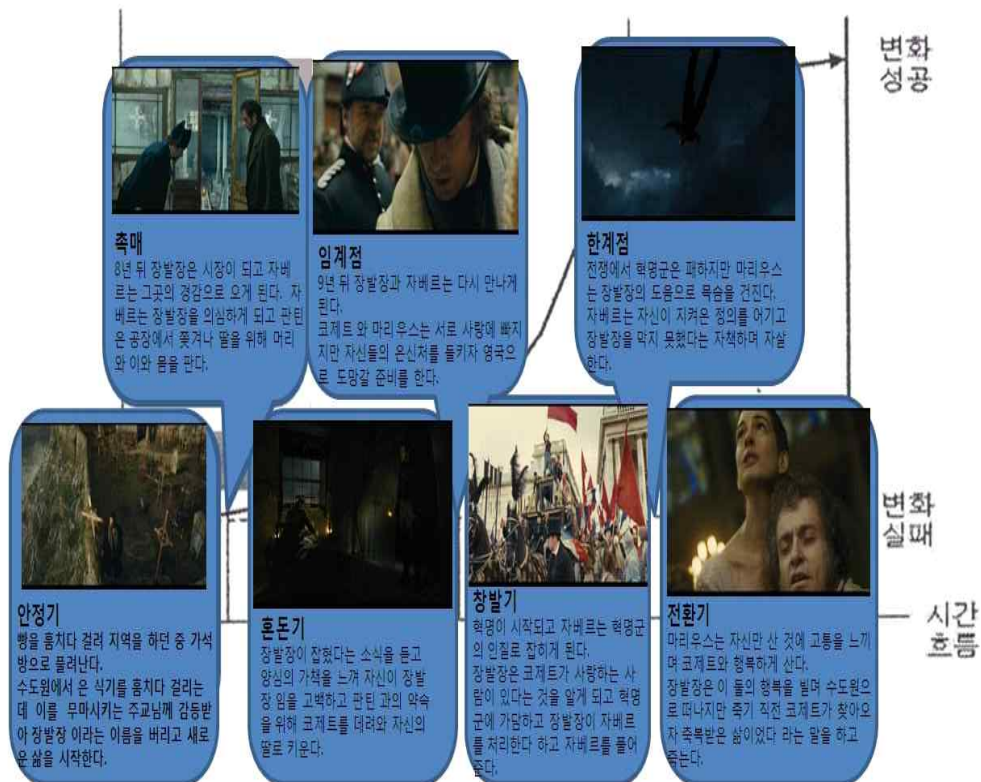 변화
성공
촉매
8년 뒤 장발장은 시장이 되고 자베
르는 그곳의 경감으로 오게 된다. 자
베르는 장발장을 의심하게 되고 판틴
은 공장에서 쫓겨나 딸을 위해 머리
와 이와 몸을 판다.
임계점
9년 뒤 장발장과 자베르는 다시 만나게
된다.
코제트와 마리우스는 서로 사랑에 빠지
지만 자신들의 은신처를 들키자 영국으
로 도망갈 준비를 한다.
한계점
전쟁에서 혁명군은 패하지만 마리우스
는 장발장의 도움으로 목숨을 건진다.
자베르는 자신이 지켜온 정의를 어기고
장발장을 막지 못했다는 자책하며 자살
한다.
안정기
빵을 훔치다 걸려 지역을 하던 중 가석
방으로 풀려난다.
수도원에서 은 식기를 훔치다 걸리는
데 이를 무마시키는 주교님께 감동받
아 장발장 이라는 이름을 버리고 새로
운 삶을 시작한다.
혼돈기
장발장이 잡혔다는 소식을 듣고
양심의 가책을 느껴 자신이 장발
장 임을 고백하고 판틴 과의 약속
을 위해 코제트를 데려와 자신의
딸로 키운다.
창발기
혁명이 시작되고 자베르는 혁명군
의 인질로 잡히게 된다.
장발장은 코제트가 사랑하는 사
람이 있다는 것을 알게 되고 혁명
군에 가담하고 장발장이 자베르
를 처리한다 하고 자베르를 풀어
준다.
전환기
마리우스는 자신만 산 것에 고통을 느끼
며 코제트와 행복하게 산다.
장발장은 이 둘의 행복을 빌며 수도원으
로 떠나지만 죽기 직전 코제트가 찾아오
자 축복받은 삶이었다 라는 말을 하고
죽는다.
변화
실패
시간
흐름